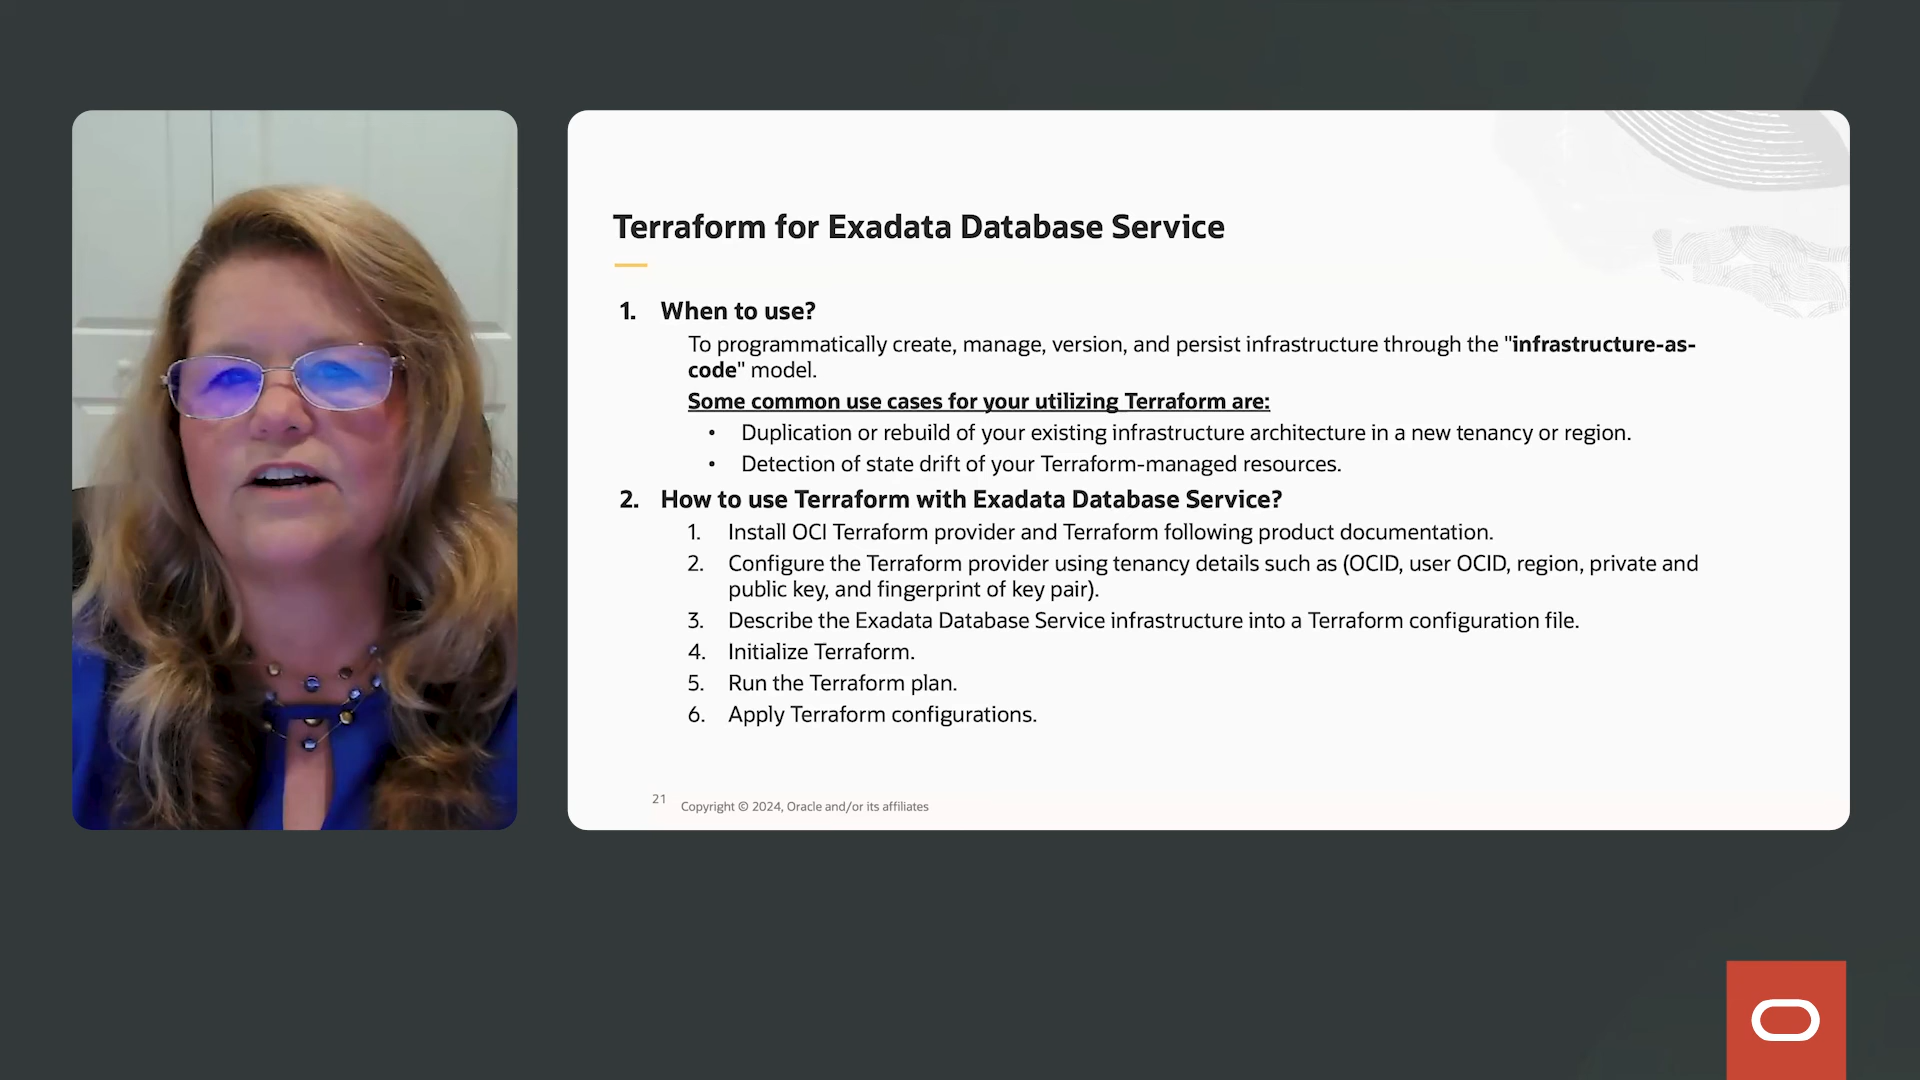 Terraform for Exadata Database Service
1. When to use?
To programmatically create, manage, version, and persist infrastructure through the "infrastructure-as-
code" model.
Some common use cases for your utilizing Terraform are:
• Duplication or rebuild of your existing infrastructure architecture in a new tenancy or region.
• Detection of state drift of your Terraform-managed resources.
2. How to use Terraform with Exadata Database Service?
1. Install OCI Terraform provider and Terraform following product documentation.
2. Configure the Terraform provider using tenancy details such as (OCID, user OCID, region, private and
public key, and fingerprint of key pair).
3. Describe the Exadata Database Service infrastructure into a Terraform configuration file.
4. Initialize Terraform.
5. Run the Terraform plan.
6. Apply Terraform configurations.
21 Copyright © 2024, Oracle and/or its affiliates